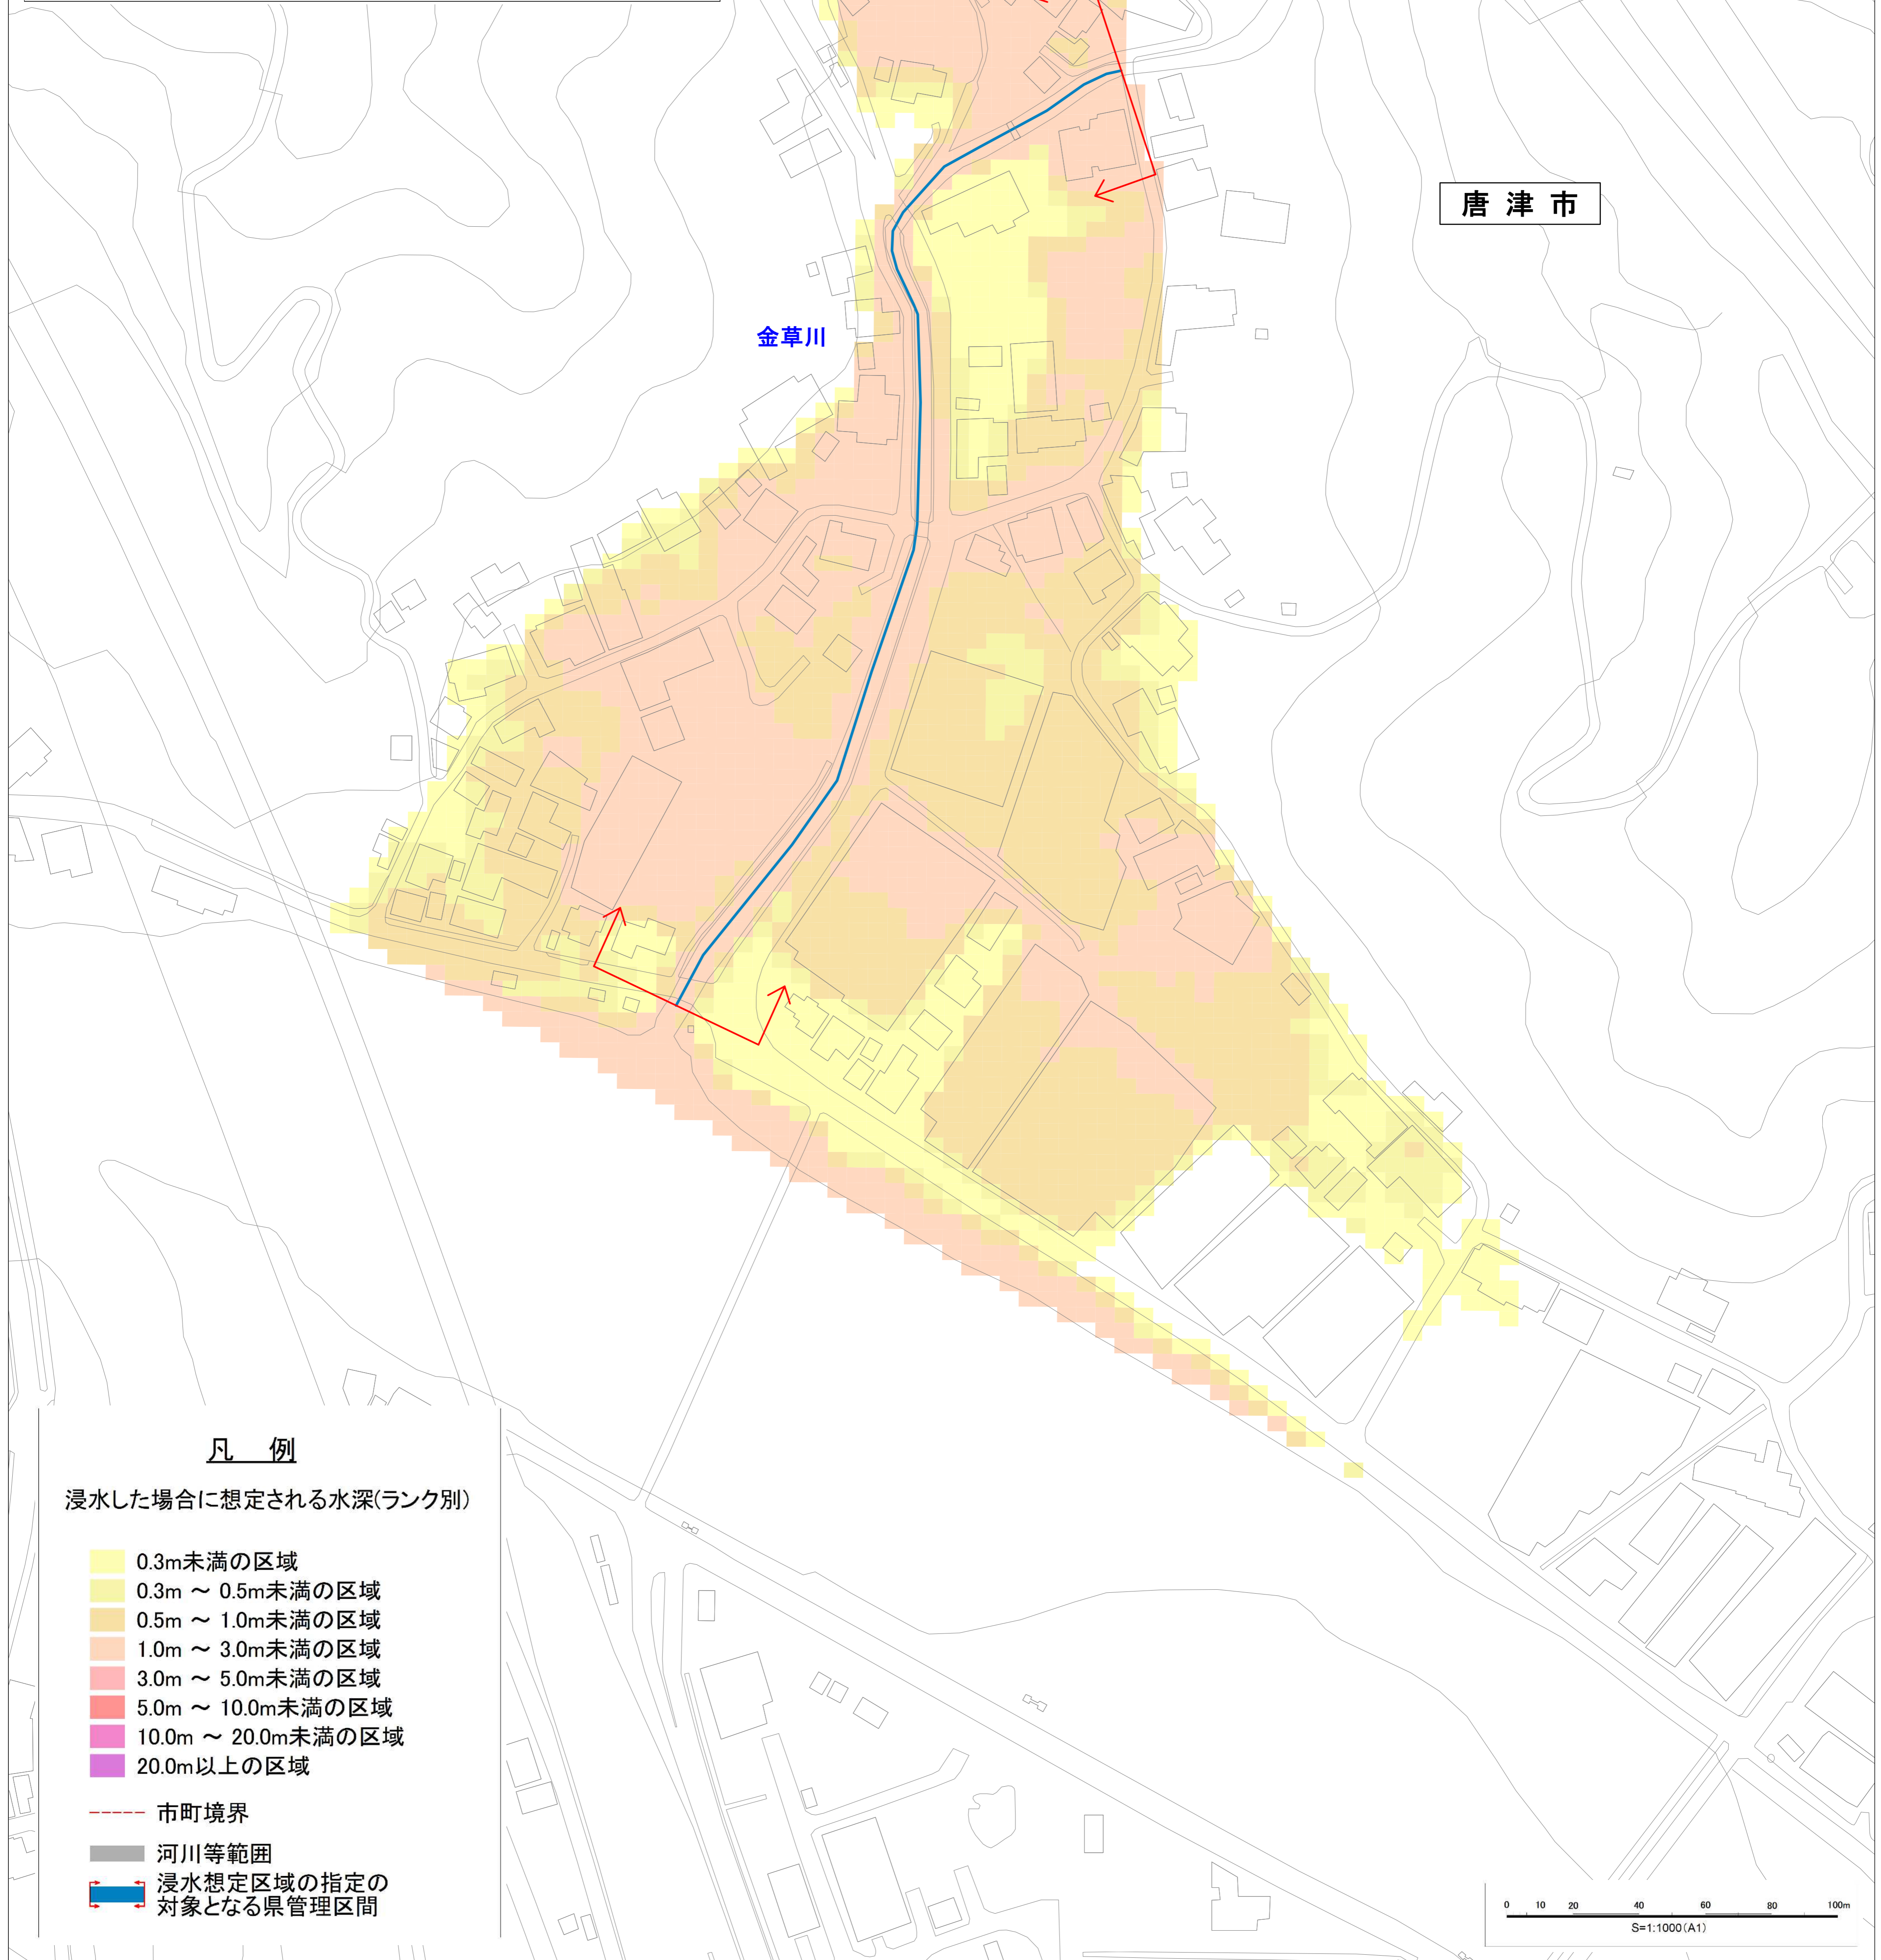 唐津市
金草川
凡　例
浸水した場合に想定される水深(ランク別)
0.3m未満の区域
0.3m ～ 0.5m未満の区域
0.5m ～ 1.0m未満の区域
1.0m ～ 3.0m未満の区域
3.0m ～ 5.0m未満の区域
5.0m ～ 10.0m未満の区域
10.0m ～ 20.0m未満の区域
20.0m以上の区域
市町境界
河川等範囲
浸水想定区域の指定の
対象となる県管理区間
0 10 20 40 60 80 100m
S=1:1000(A1)